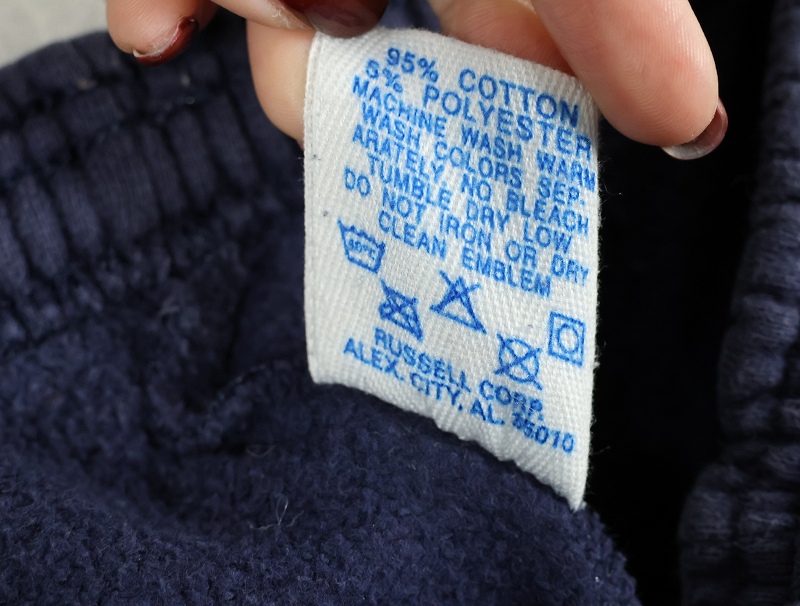 95% COTTON
5% POLYESTER
MACHINE WASH WARM
WASH COLORS SEP.
ARATELY NO BLEACH
TUMBLE DRY LOW
DO NOT IRON OR DRY
CLEAN EMBLEM
40°C
RUSSELL CORP.
ALEX. CITY, AL. 35010